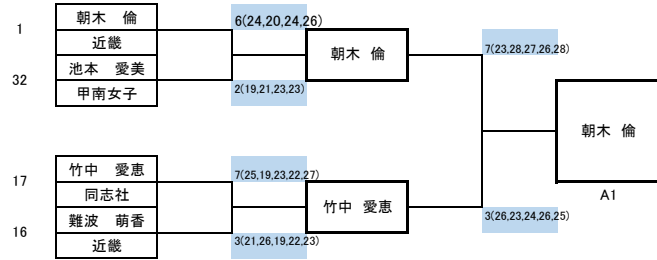 1
朝木 倫
近畿
32
池本 愛美
甲南女子
6(24,20,24,26)
2(19,21,23,23)
朝木 倫
17
竹中 愛恵
同志社
16
難波 萌香
近畿
7(25,19,23,22,27)
3(21,26,19,22,23)
竹中 愛恵
7(23,28,27,26,28)
3(26,23,24,26,25)
朝木 倫
A1